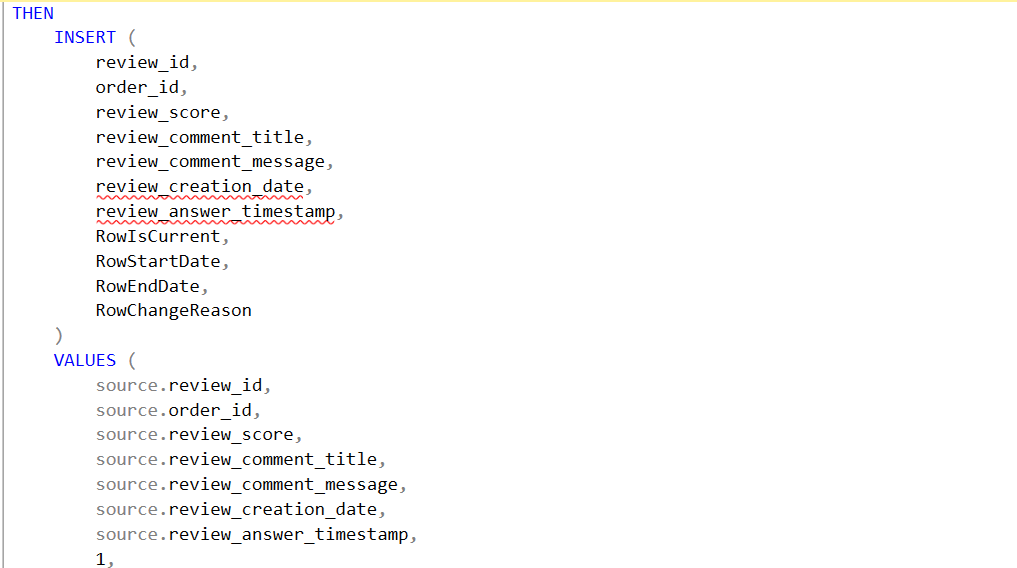 THEN
INSERT (
review_id,
order_id,
review_score,
review_comment_title,
review_comment_message,
review_creation_date,
review_answer_timestamp,
RowIsCurrent,
RowStartDate,
RowEndDate,
RowChangeReason
)
VALUES (
source.review_id,
source.order_id,
source.review_score,
source.review_comment_title,
source.review_comment_message,
source.review_creation_date,
source.review_answer_timestamp,
1,